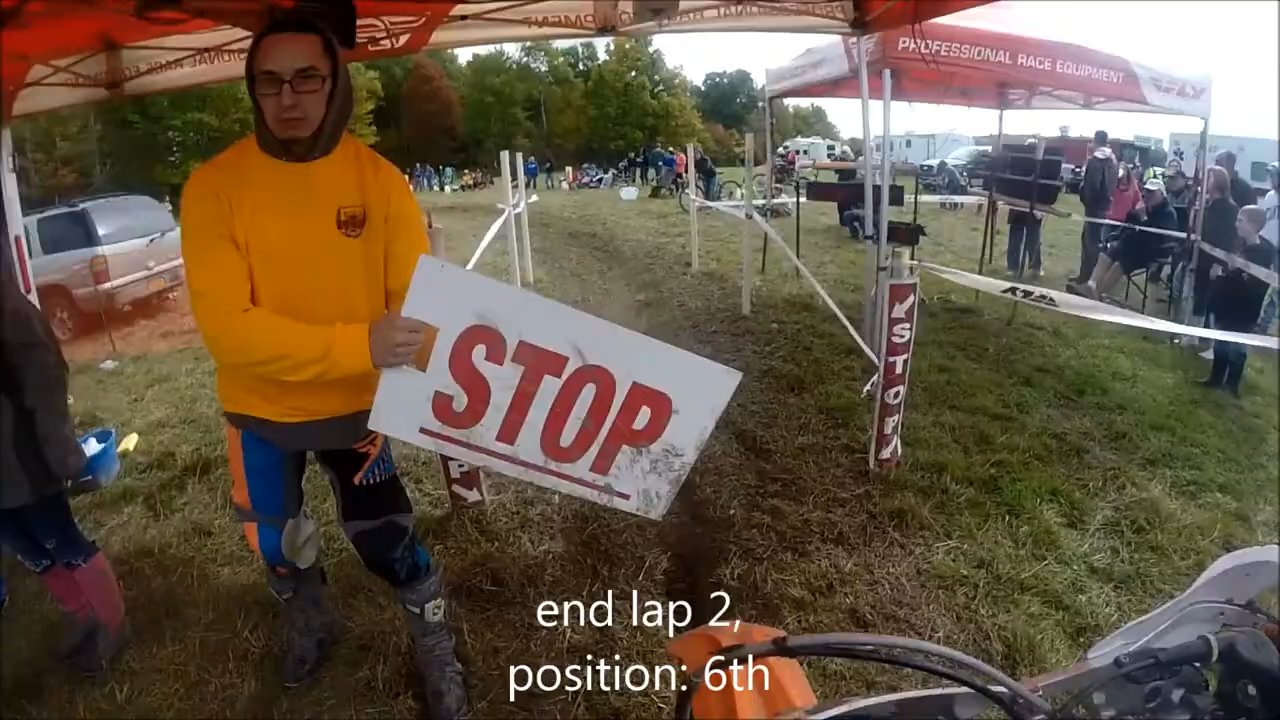 PROFESSIONAL RACE EQUIPMENT
FLY
STOP
STOP
P
end lap 2,
position: 6th